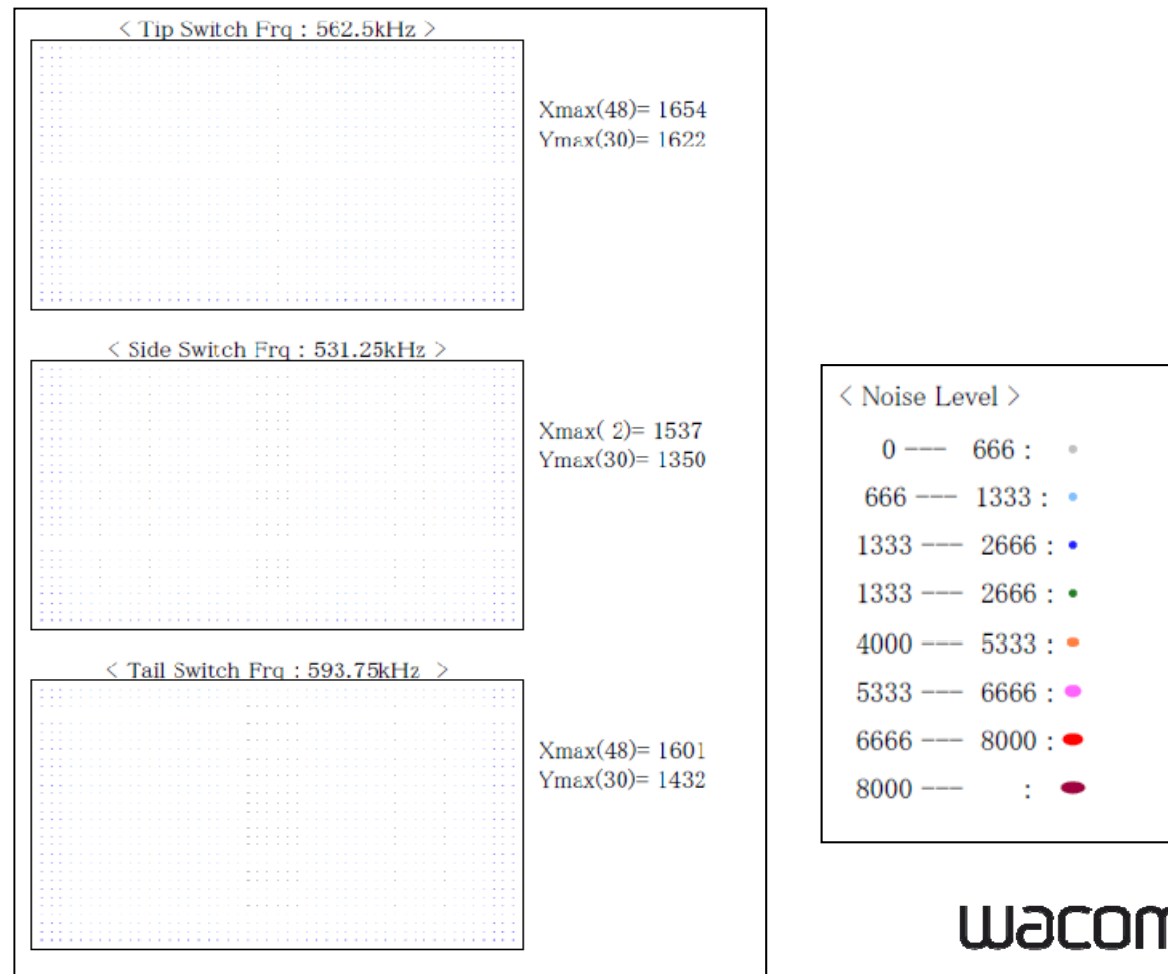 < Tip Switch Frq : 562.5kHz >
Xmax(48)= 1654
Ymax(30)= 1622
< Side Switch Frq : 531.25kHz >
Xmax( 2)= 1537
Ymax(30)= 1350
< Tail Switch Frq : 593.75kHz >
Xmax(48)= 1601
Ymax(30)= 1432
< Noise Level >
0 --- 666 :
666 --- 1333 :
1333 --- 2666 :
1333 --- 2666 :
4000 --- 5333 :
5333 --- 6666 :
6666 --- 8000 :
8000 --- :
wacom